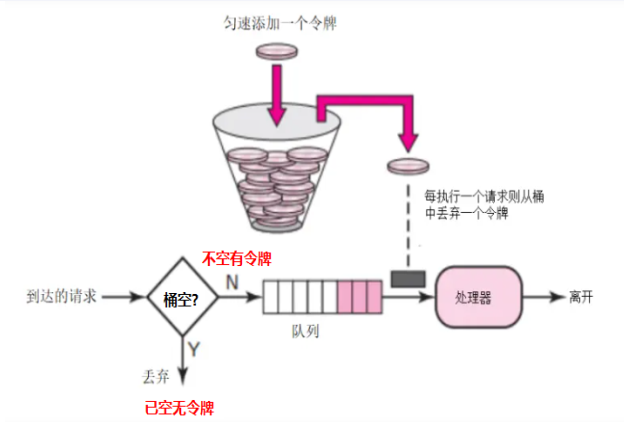 匀速添加一个令牌
每执行一个请求则从桶
中丢弃一个令牌
不空有令牌
到达的请求
桶空?
N
队列
处理器
离开
Y
丢弃
已空无令牌